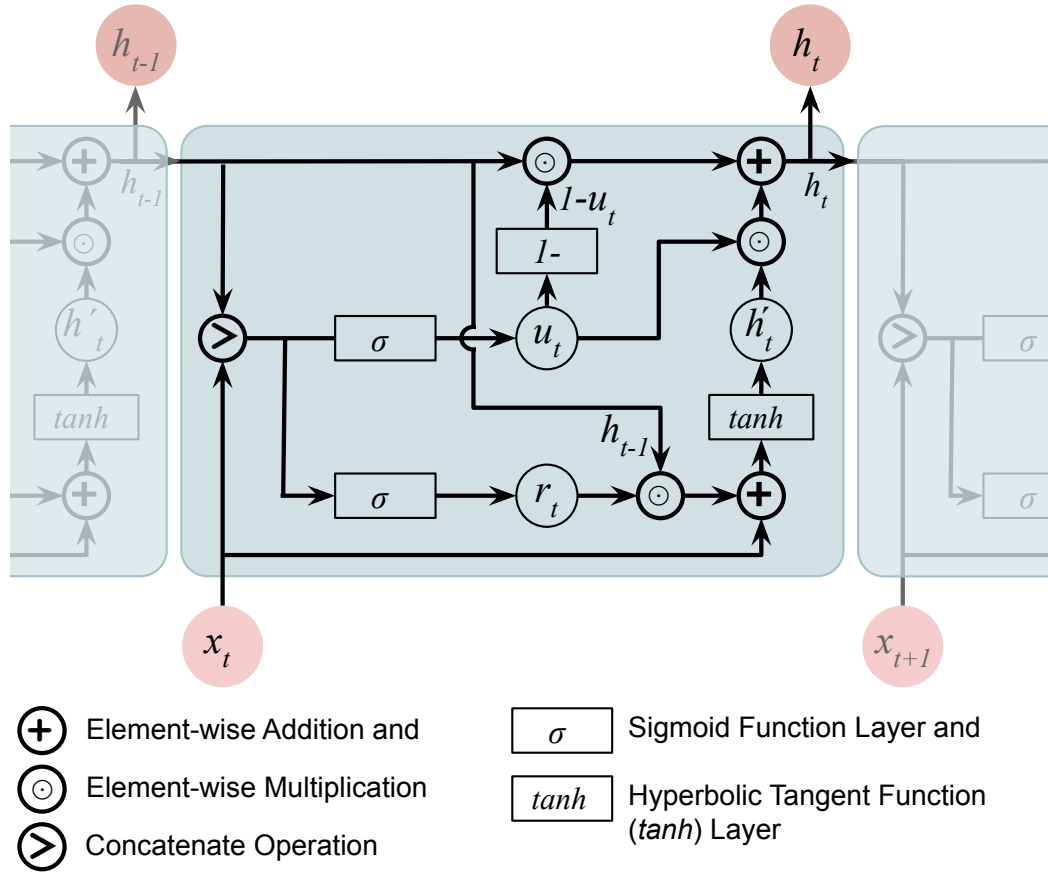 h_{t-1}
h_t
h_{t-1}
h_t
1-u_t
1-
h´_t
σ
u_t
h´_t
σ
tanh
tanh
h_{t-1}
σ
r_t
σ
x_t
x_{t+1}
Element-wise Addition and
σ
Sigmoid Function Layer and
Element-wise Multiplication
tanh
Hyperbolic Tangent Function
(tanh) Layer
Concatenate Operation